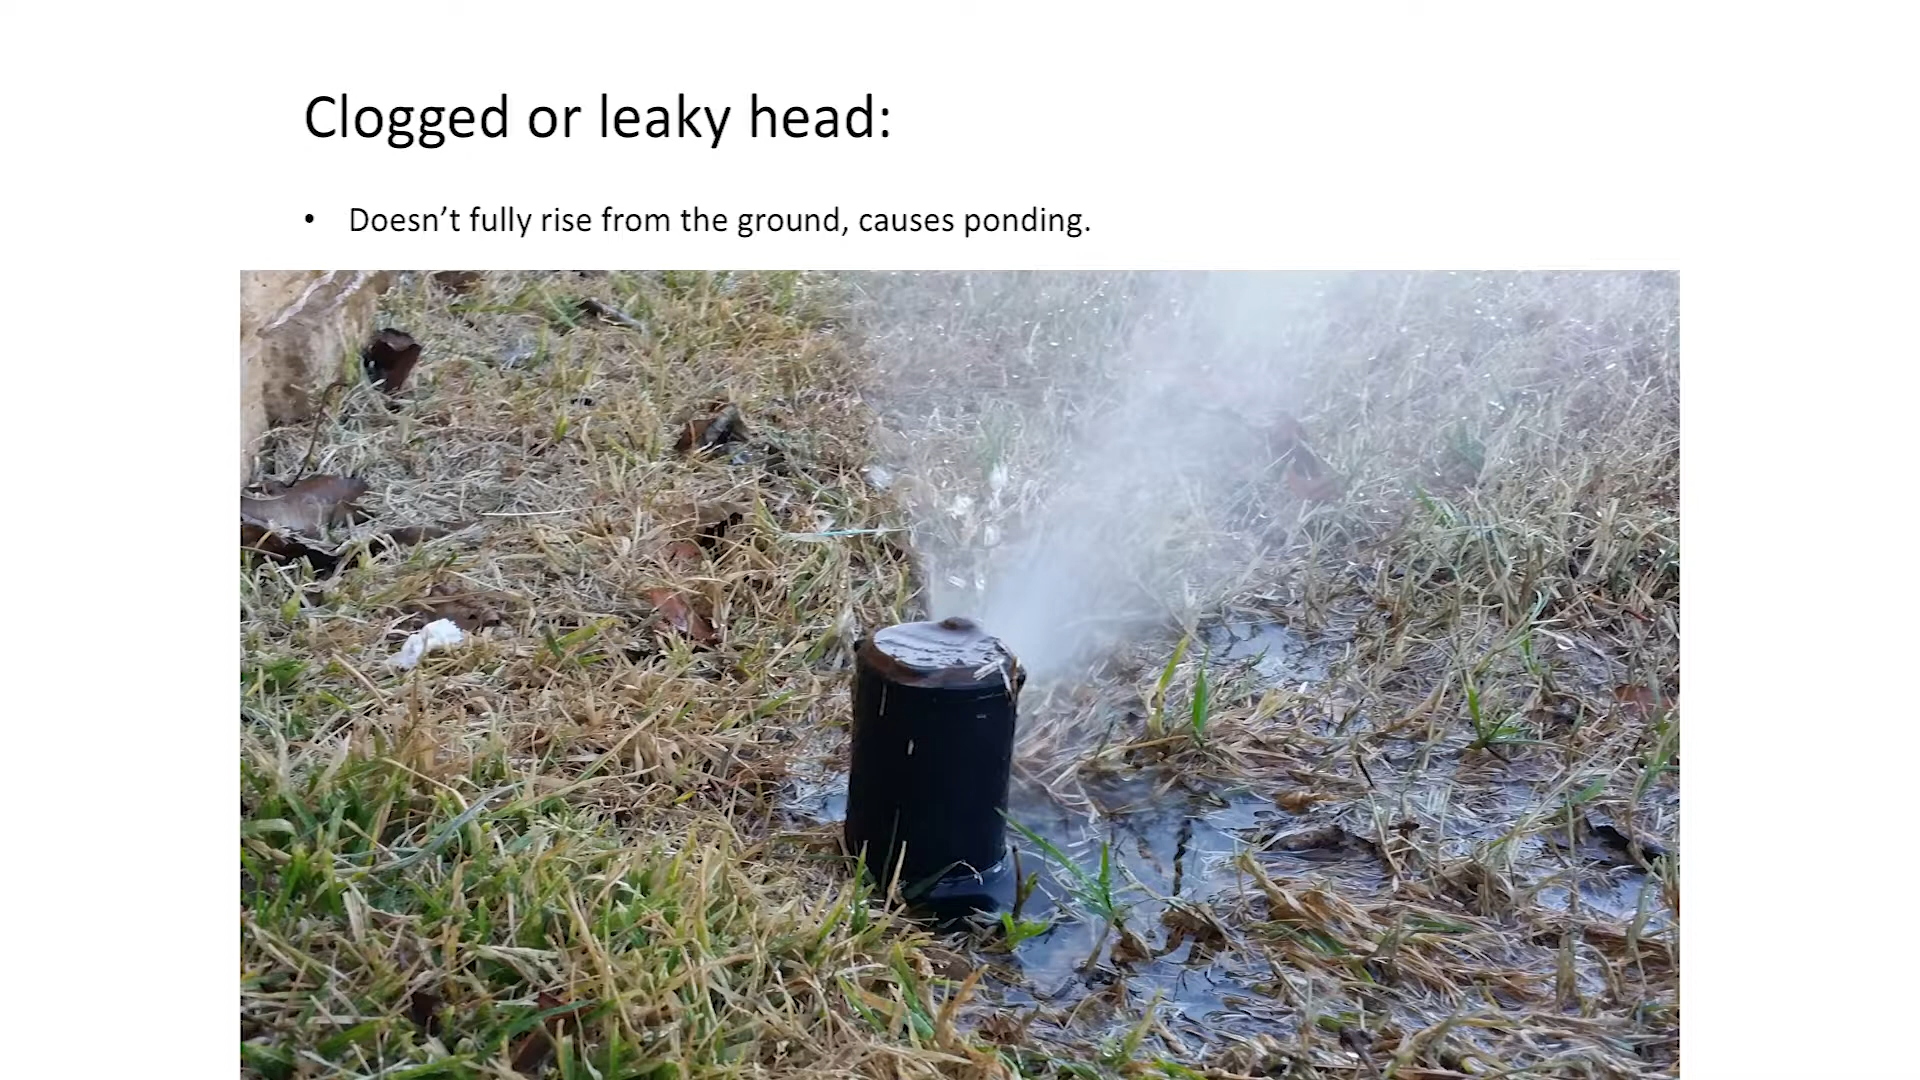 Clogged or leaky head:
• Doesn’t fully rise from the ground, causes ponding.